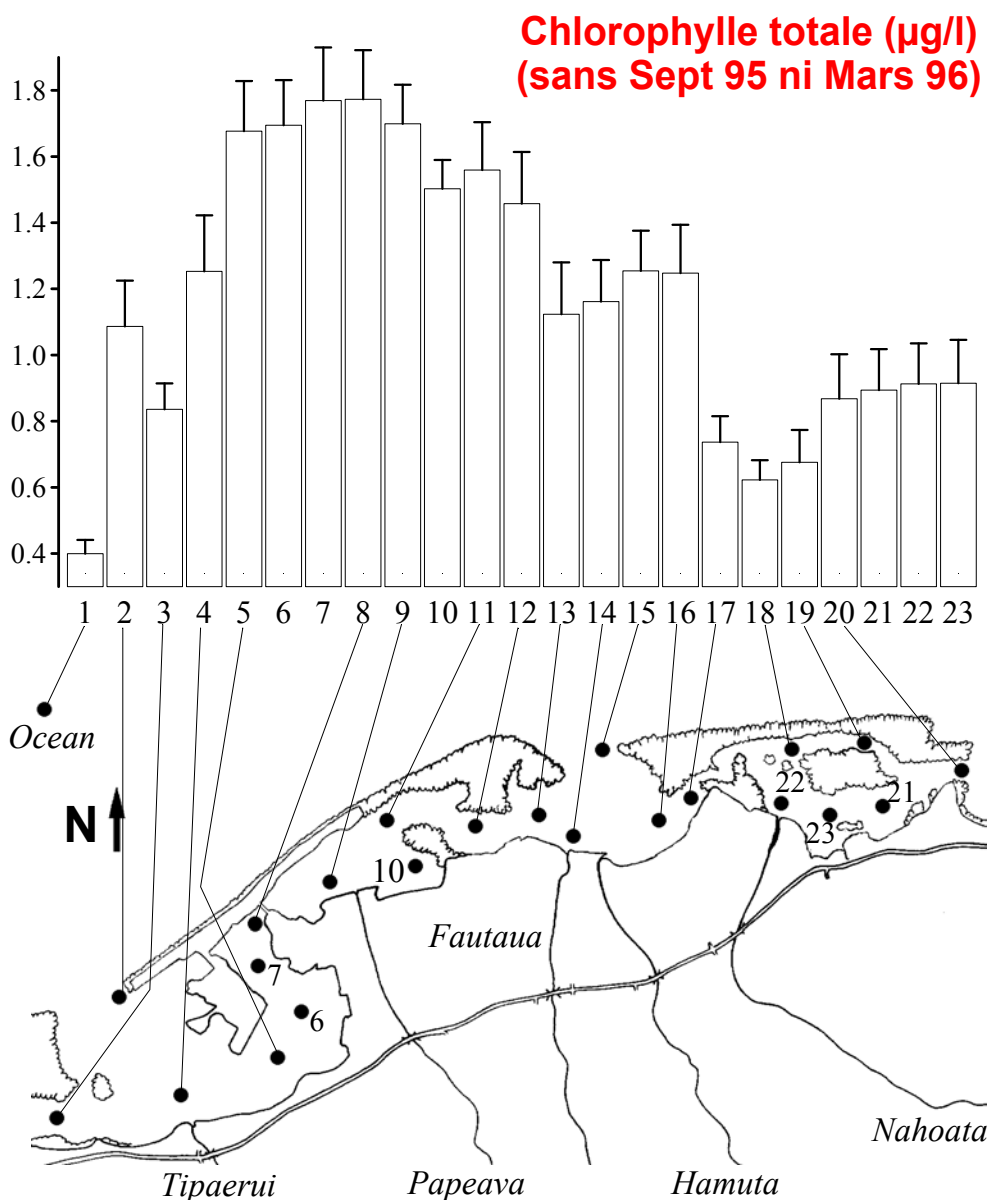 Chlorophylle totale (µg/l)
(sans Sept 95 ni Mars 96)
1.8
1.6
1.4
1.2
1.0
0.8
0.6
0.4
1 2 3 4 5 6 7 8 9 10 11 12 13 14 15 16 17 18 19 20 21 22 23
Ocean
N
22
21
23
10
Fautaua
7
6
Nahoata
Tipaerui Papeava Hamuta